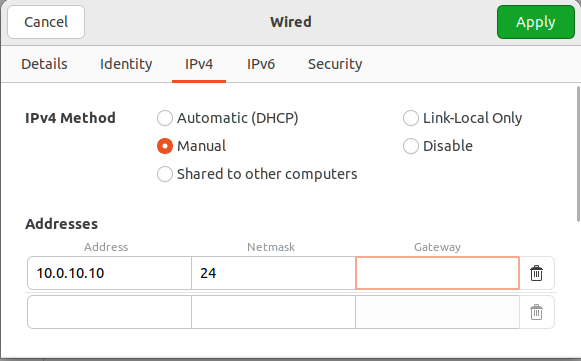 Cancel Wired Apply
Details Identity IPv4 IPv6 Security
IPv4 Method Automatic (DHCP) Link-Local Only
Manual Disable
Shared to other computers
Addresses
Address Netmask Gateway
10.0.10.10 24